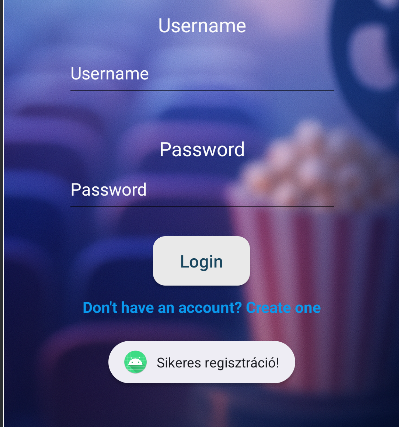 Username
Username
Password
Password
Login
Don't have an account? Create one
Sikeres regisztráció!